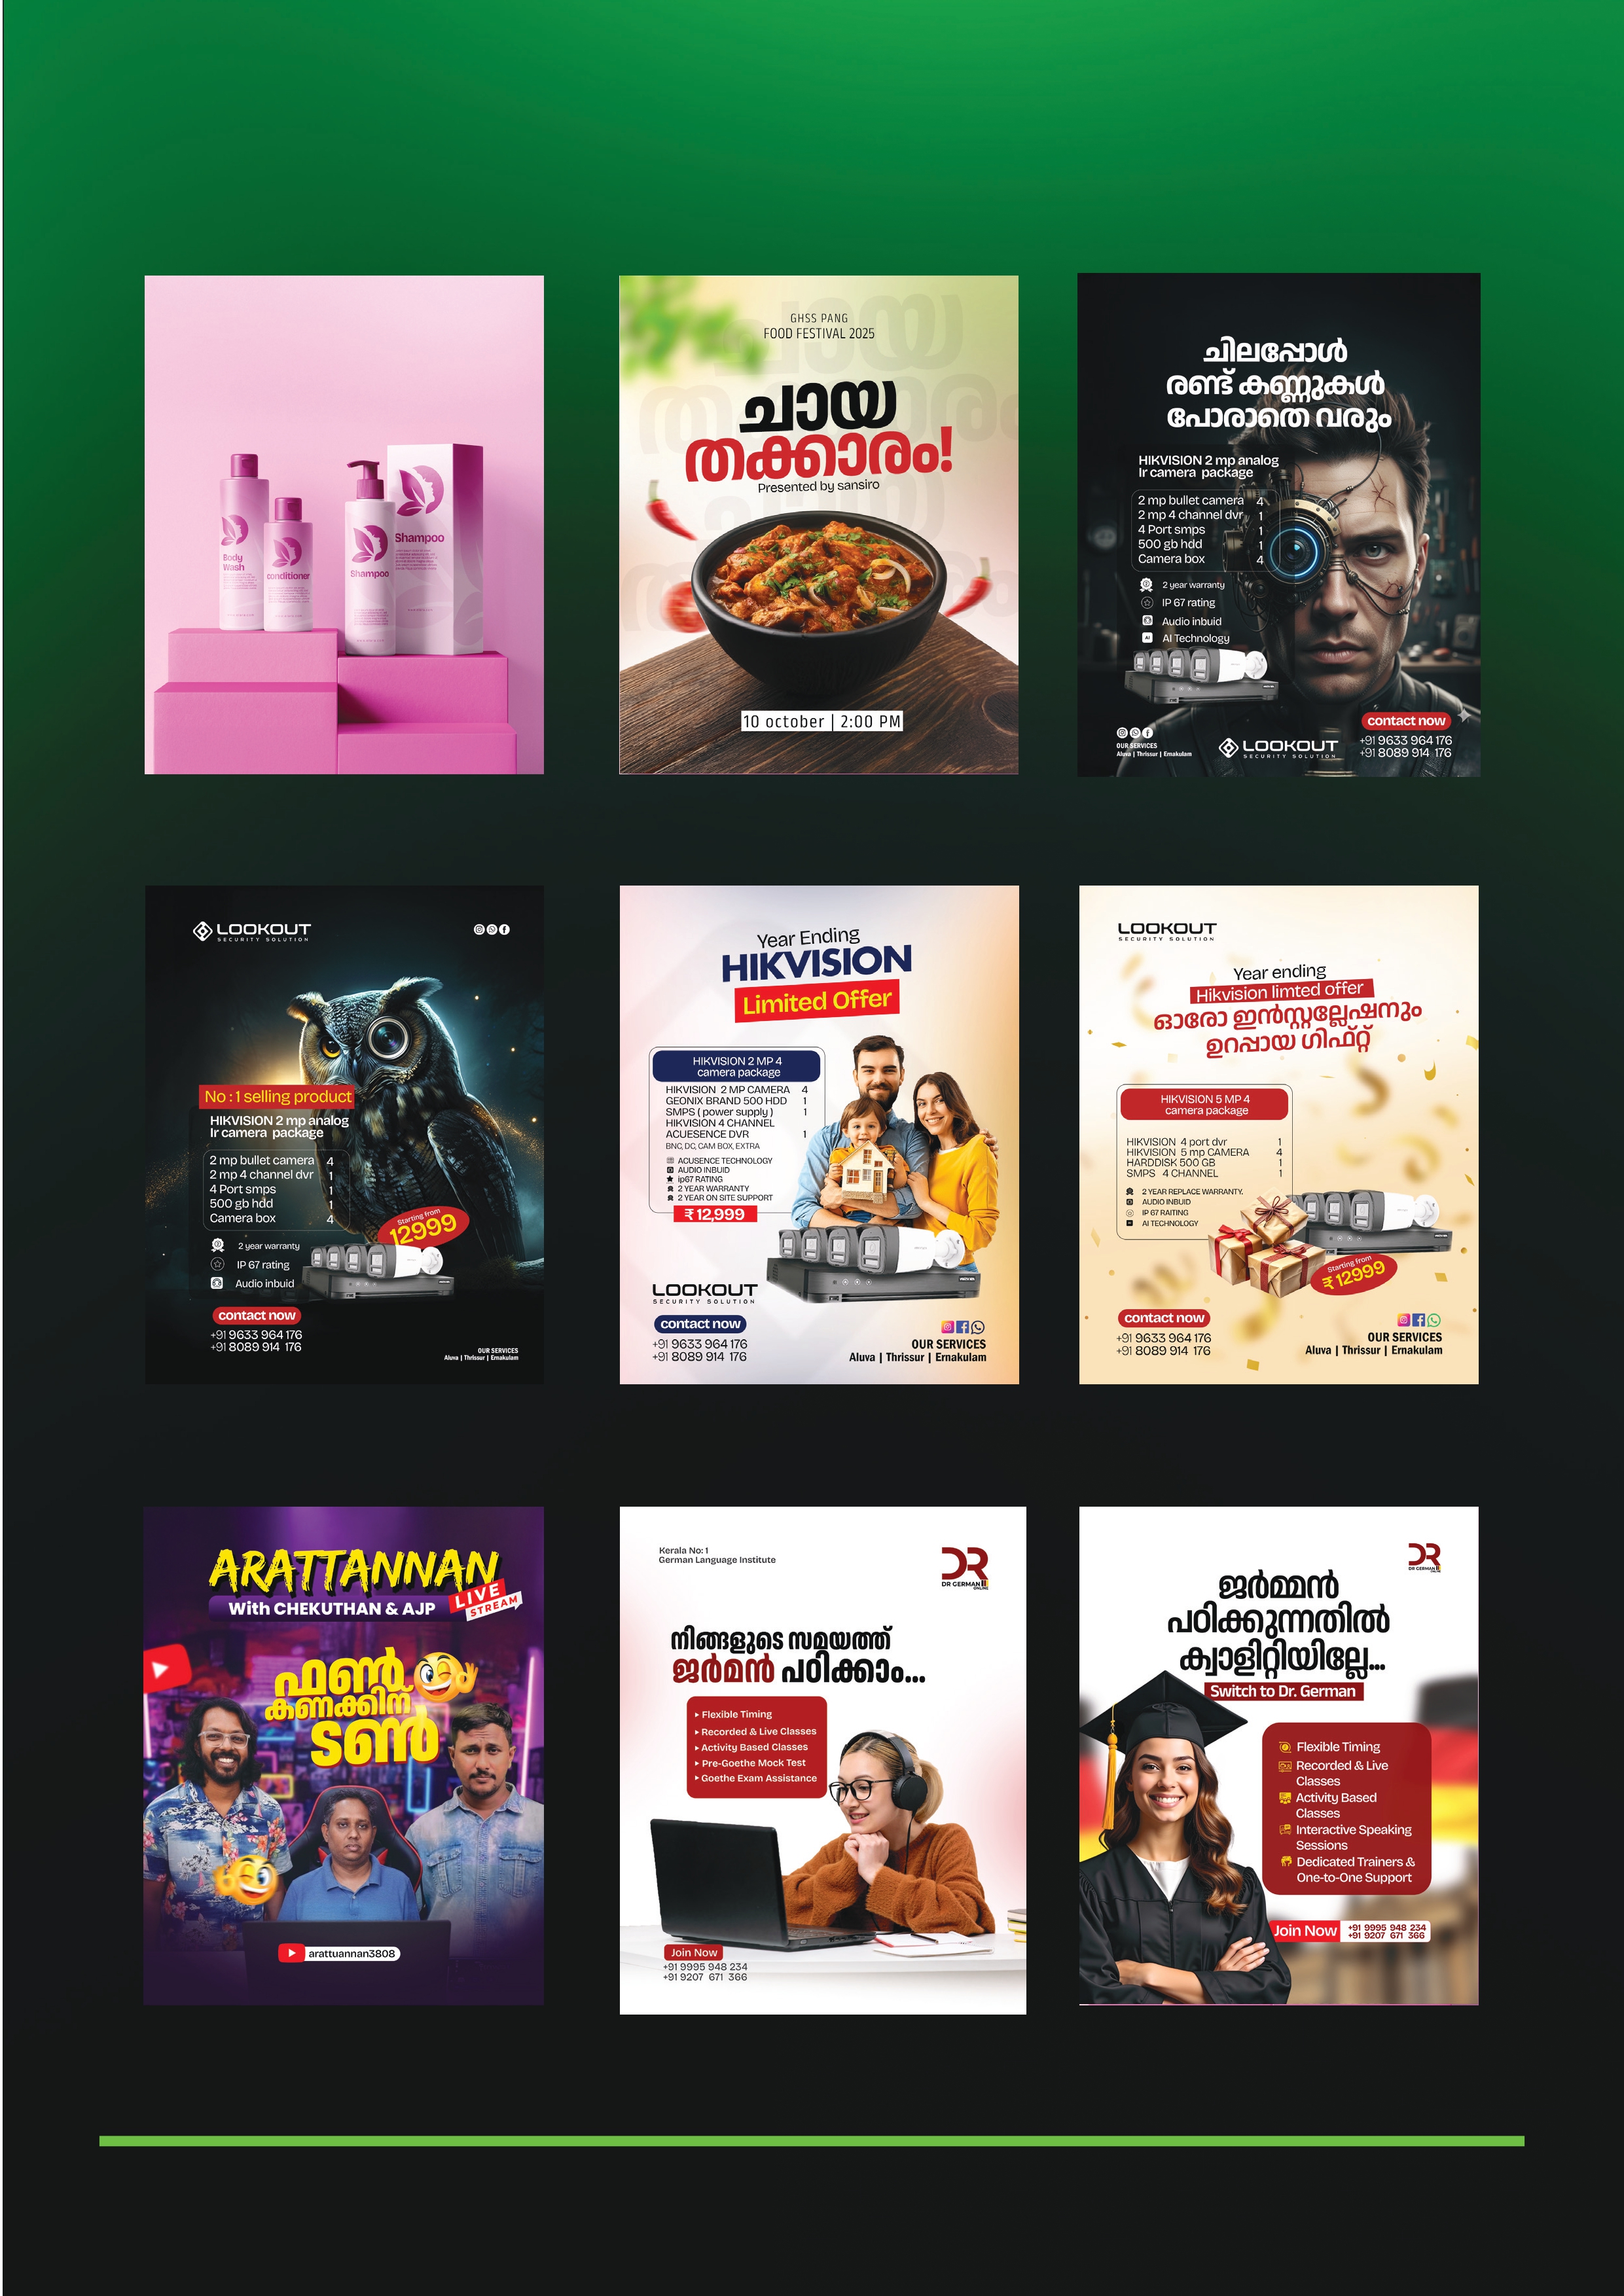 Body
Wash
conditioner
Shampoo
Shampoo
GHSS PANG
FOOD FESTIVAL 2025
ചായ
തക്കാരം!
Presented by sansiro
10 october | 2:00 PM
ചിലപ്പോൾ
രണ്ട് കണ്ണുകൾ
പോരാതെ വരും
HIKVISION 2 mp analog
Ir camera package
2 mp bullet camera 4
2 mp 4 channel dvr 1
4 Port smps 1
500 gb hdd 1
Camera box 4
2 year warranty
IP 67 rating
Audio inbuid
AI Technology
OUR SERVICES
Aluva | Thrissur | Ernakulam
LOOKOUT
SECURITY SOLUTION
contact now
+91 9633 964 176
+91 8089 914 176
LOOKOUT
SECURITY SOLUTION
No : 1 selling product
HIKVISION 2 mp analog
Ir camera package
2 mp bullet camera 4
2 mp 4 channel dvr 1
4 Port smps 1
500 gb hdd 1
Camera box 4
Starting from
12999
2 year warranty
IP 67 rating
Audio inbuid
contact now
+91 9633 964 176
+91 8089 914 176
OUR SERVICES
Aluva | Thrissur | Ernakulam
Year Ending
HIKVISION
Limited Offer
HIKVISION 2 MP 4
camera package
HIKVISION 2 MP CAMERA 4
GEONIX BRAND 500 HDD 1
SMPS ( power supply ) 1
HIKVISION 4 CHANNEL
ACUESENCE DVR 1
BNC, DC, CAM BOX, EXTRA
ACUSENCE TECHNOLOGY
AUDIO INBUID
ip67 RATING
2 YEAR WARRANTY
2 YEAR ON SITE SUPPORT
₹ 12,999
LOOKOUT
SECURITY SOLUTION
contact now
+91 9633 964 176
+91 8089 914 176
OUR SERVICES
Aluva | Thrissur | Ernakulam
LOOKOUT
SECURITY SOLUTION
Year ending
Hikvision limted offer
ഓരോ ഇൻസ്റ്റല്ലേഷനും
ഉറപ്പായ ഗിഫ്റ്റ്
HIKVISION 5 MP 4
camera package
HIKVISION 4 port dvr 1
HIKVISION 5 mp CAMERA 4
HARDDISK 500 GB 1
SMPS 4 CHANNEL 1
2 YEAR REPLACE WARRANTY.
AUDIO INBUID
IP 67 RAITING
AI TECHNOLOGY
Starting from
₹ 12999
contact now
+91 9633 964 176
+91 8089 914 176
OUR SERVICES
Aluva | Thrissur | Ernakulam
ARATTANNAN
With CHEKUTHAN & AJP
LIVE
STREAM
ഫൺ
കണക്കിന്
ടൺ
arattuannan3808
Kerala No: 1
German Language Institute
DR
DR GERMAN
ONLINE
നിങ്ങളുടെ സമയത്ത്
ജർമൻ പഠിക്കാം...
Flexible Timing
Recorded & Live Classes
Activity Based Classes
Pre-Goethe Mock Test
Goethe Exam Assistance
Join Now
+91 9995 948 234
+91 9207 671 366
DR
DR GERMAN
ONLINE
ജർമ്മൻ
പഠിക്കുന്നതിൽ
ക്വാളിറ്റിയില്ലേ...
Switch to Dr. German
Flexible Timing
Recorded & Live
Classes
Activity Based
Classes
Interactive Speaking
Sessions
Dedicated Trainers &
One-to-One Support
Join Now
+91 9995 948 234
+91 9207 671 366